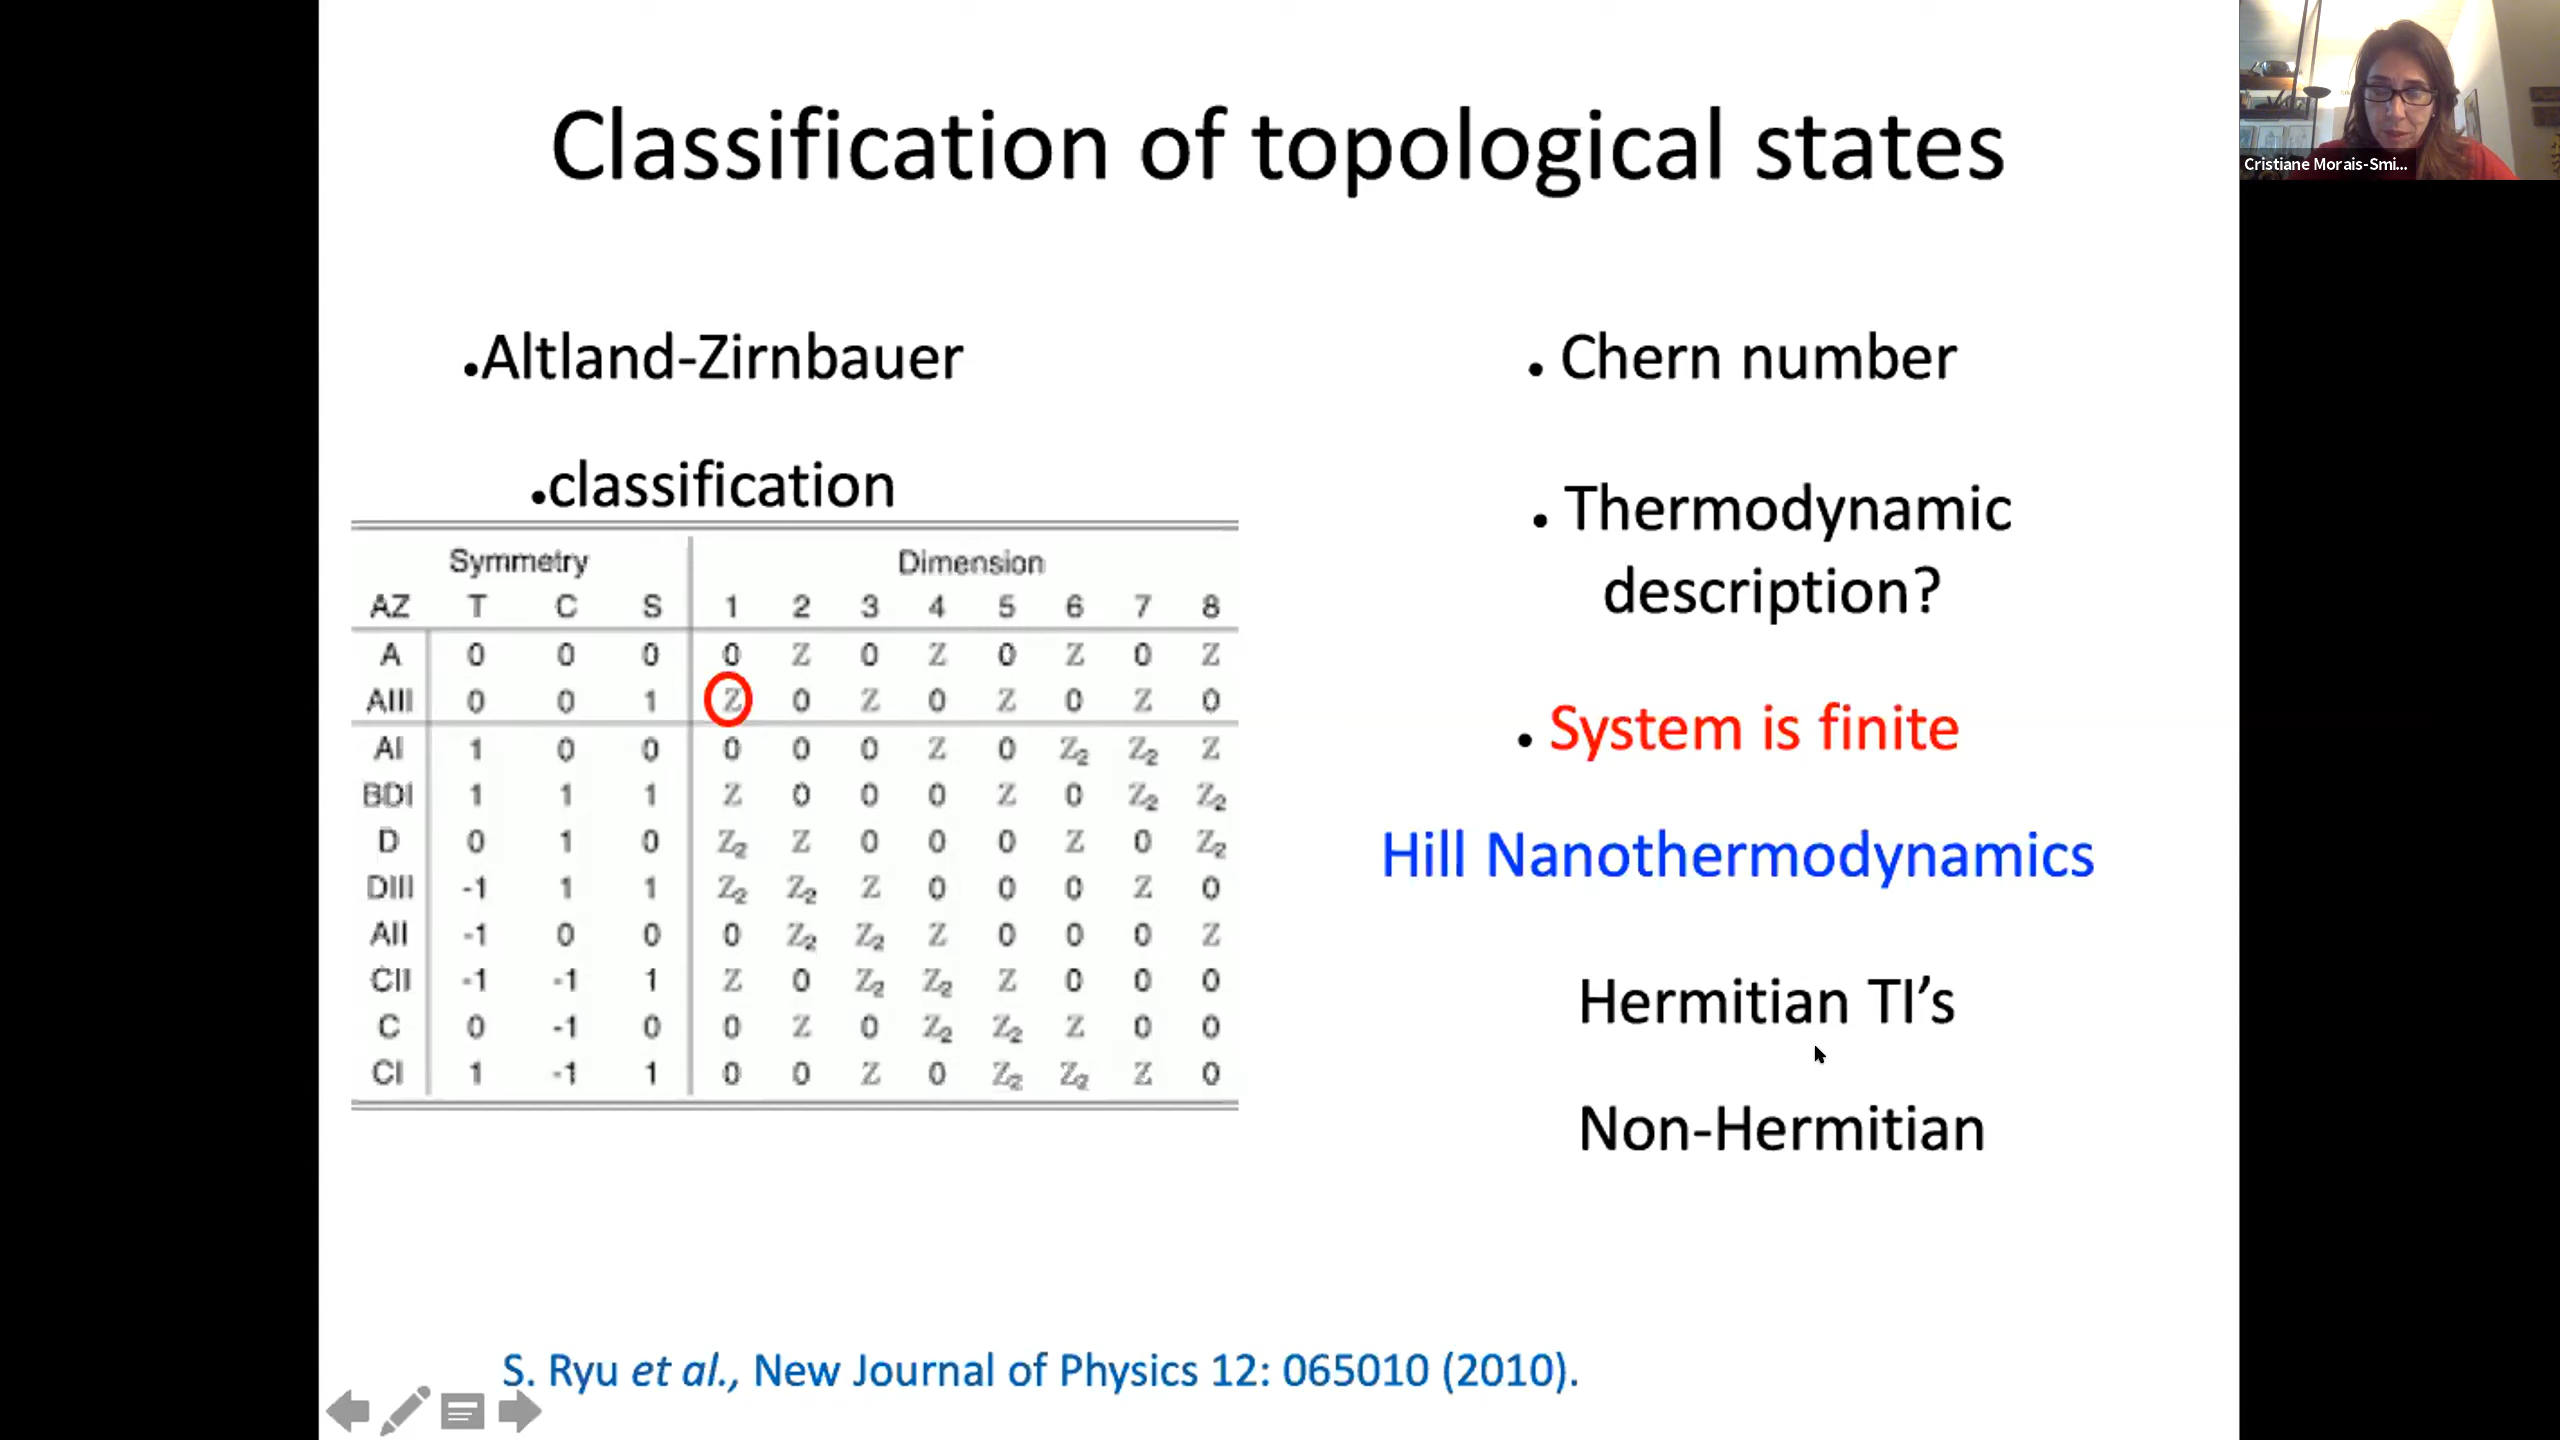 Classification of topological states
Cristiane Morais-Smi...
•Altland-Zirnbauer
•classification
Symmetry Dimension
AZ T C S 1 2 3 4 5 6 7 8
A 0 0 0 0 ℤ 0 ℤ 0 ℤ 0 ℤ
AIII 0 0 1 ℤ 0 ℤ 0 ℤ 0 ℤ 0
AI 1 0 0 0 0 0 ℤ 0 ℤ₂ ℤ₂ ℤ
BDI 1 1 1 ℤ 0 0 0 ℤ 0 ℤ₂ ℤ₂
D 0 1 0 ℤ₂ ℤ 0 0 0 ℤ 0 ℤ₂
DIII -1 1 1 ℤ₂ ℤ₂ ℤ 0 0 0 ℤ 0
AII -1 0 0 0 ℤ₂ ℤ₂ ℤ 0 0 0 ℤ
CII -1 -1 1 ℤ 0 ℤ₂ ℤ₂ ℤ 0 0 0
C 0 -1 0 0 ℤ 0 ℤ₂ ℤ₂ ℤ 0 0
CI 1 -1 1 0 0 ℤ 0 ℤ₂ ℤ₂ ℤ 0
• Chern number
• Thermodynamic
description?
• System is finite
Hill Nanothermodynamics
Hermitian TI’s
Non-Hermitian
S. Ryu et al., New Journal of Physics 12: 065010 (2010).